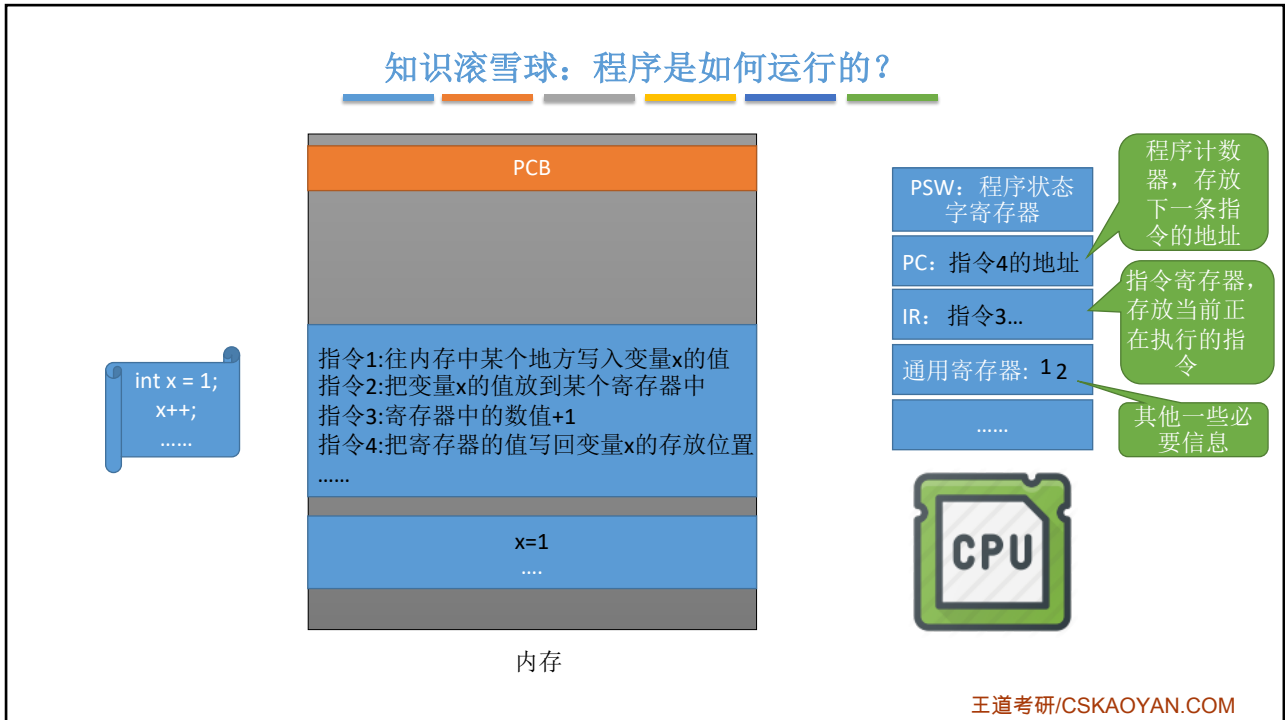 知识滚雪球：程序是如何运行的？
int x = 1;
x++;
……
PCB
指令1:往内存中某个地方写入变量x的值
指令2:把变量x的值放到某个寄存器中
指令3:寄存器中的数值+1
指令4:把寄存器的值写回变量x的存放位置
……
x=1
….
内存
PSW：程序状态
字寄存器
PC：指令4的地址
IR： 指令3…
通用寄存器: 1 2
……
程序计数
器，存放
下一条指
令的地址
指令寄存器，
存放当前正
在执行的指
令
其他一些必
要信息
CPU
王道考研/CSKAOYAN.COM